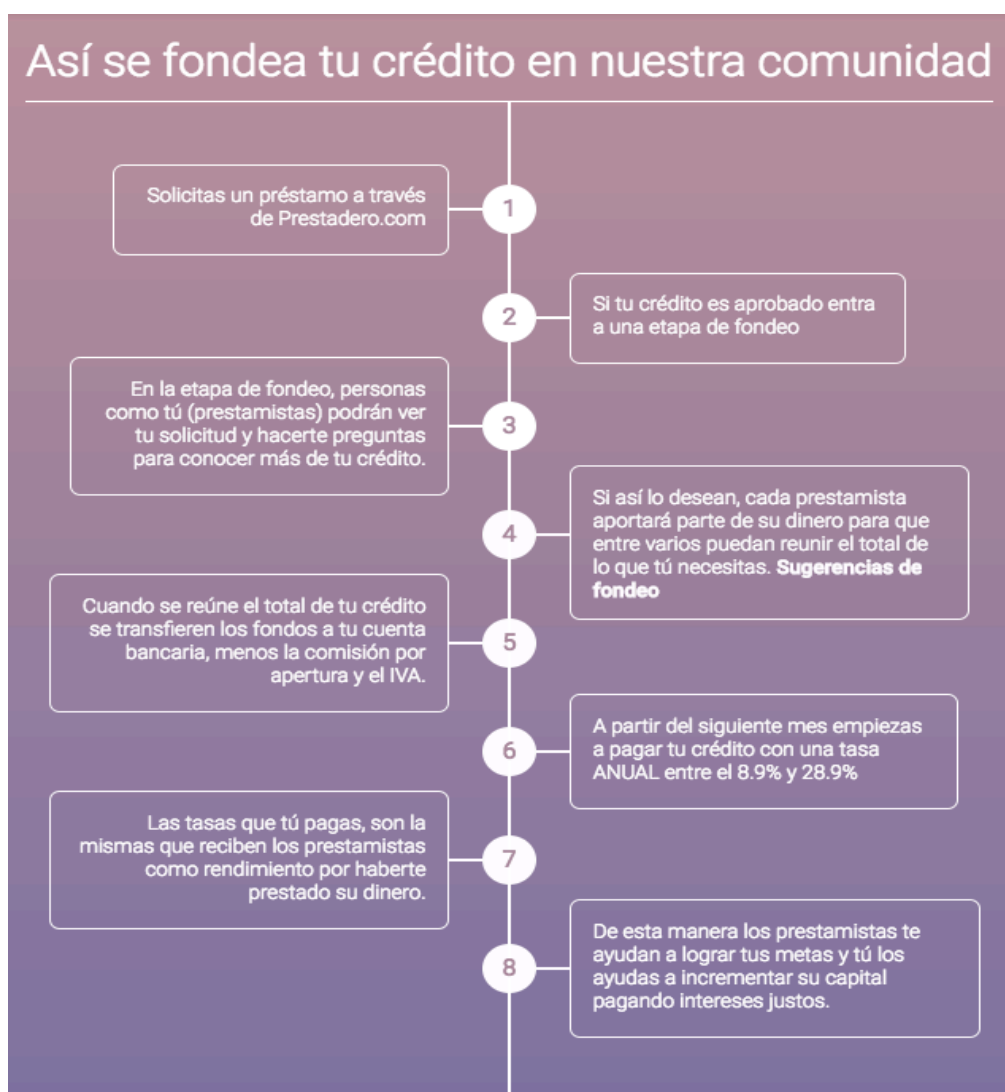 Así se fondea tu crédito en nuestra comunidad
Solicitas un préstamo a través
de Prestadero.com
1
2
Si tu crédito es aprobado entra
a una etapa de fondeo
En la etapa de fondeo, personas
como tú (prestamistas) podrán ver
tu solicitud y hacerte preguntas
para conocer más de tu crédito.
3
4
Si así lo desean, cada prestamista
aportará parte de su dinero para que
entre varios puedan reunir el total de
lo que tú necesitas. Sugerencias de
fondeo
Cuando se reúne el total de tu crédito
se transfieren los fondos a tu cuenta
bancaria, menos la comisión por
apertura y el IVA.
5
6
A partir del siguiente mes empiezas
a pagar tu crédito con una tasa
ANUAL entre el 8.9% y 28.9%
Las tasas que tú pagas, son la
mismas que reciben los prestamistas
como rendimiento por haberte
prestado su dinero.
7
8
De esta manera los prestamistas te
ayudan a lograr tus metas y tú los
ayudas a incrementar su capital
pagando intereses justos.